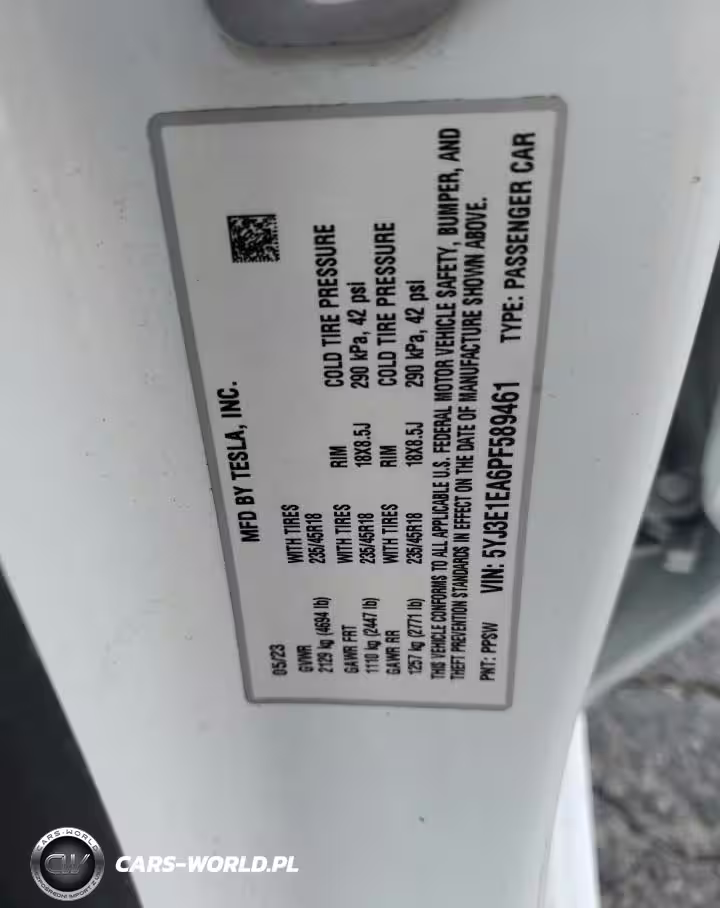 MFD BY TESLA, INC.
05/23
GVWR
2129 kg (4694 lb)
WITH TIRES
235/45R18
GAWR FRT
1110 kg (2447 lb)
WITH TIRES
235/45R18
RIM
18X8.5J
COLD TIRE PRESSURE
290 kPa, 42 psi
GAWR RR
1257 kg (2771 lb)
WITH TIRES
235/45R18
RIM
18X8.5J
COLD TIRE PRESSURE
290 kPa, 42 psi
THIS VEHICLE CONFORMS TO ALL APPLICABLE U.S. FEDERAL MOTOR VEHICLE SAFETY, BUMPER, AND
THEFT PREVENTION STANDARDS IN EFFECT ON THE DATE OF MANUFACTURE SHOWN ABOVE.
PNT: PPSW VIN: 5YJ3E1EA6PF589461 TYPE: PASSENGER CAR
CARS-WORLD
CW
CARS-WORLD.PL